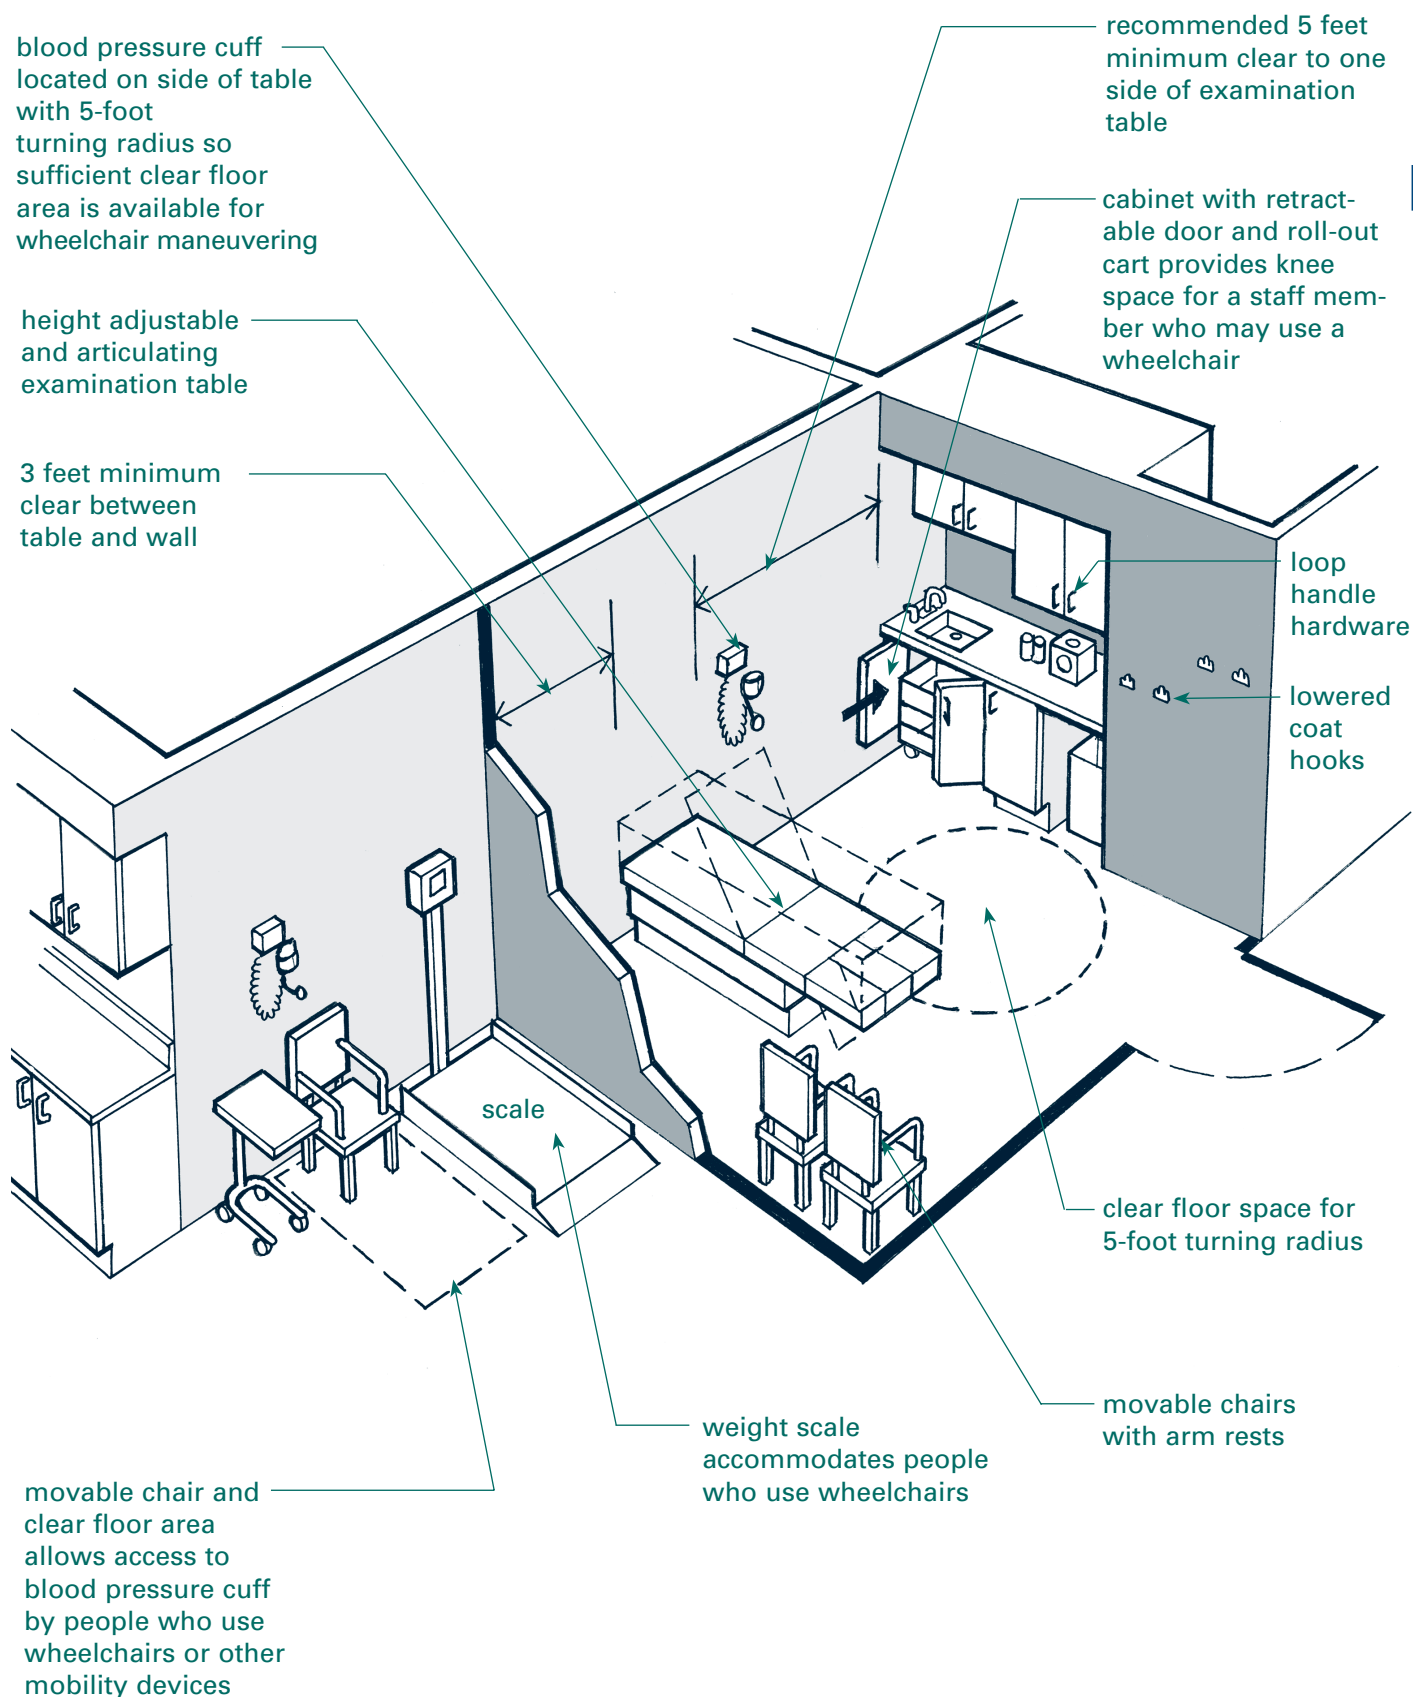 blood pressure cuff
located on side of table
with 5-foot
turning radius so
sufficient clear floor
area is available for
wheelchair maneuvering
height adjustable
and articulating
examination table
3 feet minimum
clear between
table and wall
recommended 5 feet
minimum clear to one
side of examination
table
cabinet with retract-
able door and roll-out
cart provides knee
space for a staff mem-
ber who may use a
wheelchair
loop
handle
hardware
lowered
coat
hooks
scale
clear floor space for
5-foot turning radius
movable chairs
with arm rests
weight scale
accommodates people
who use wheelchairs
movable chair and
clear floor area
allows access to
blood pressure cuff
by people who use
wheelchairs or other
mobility devices